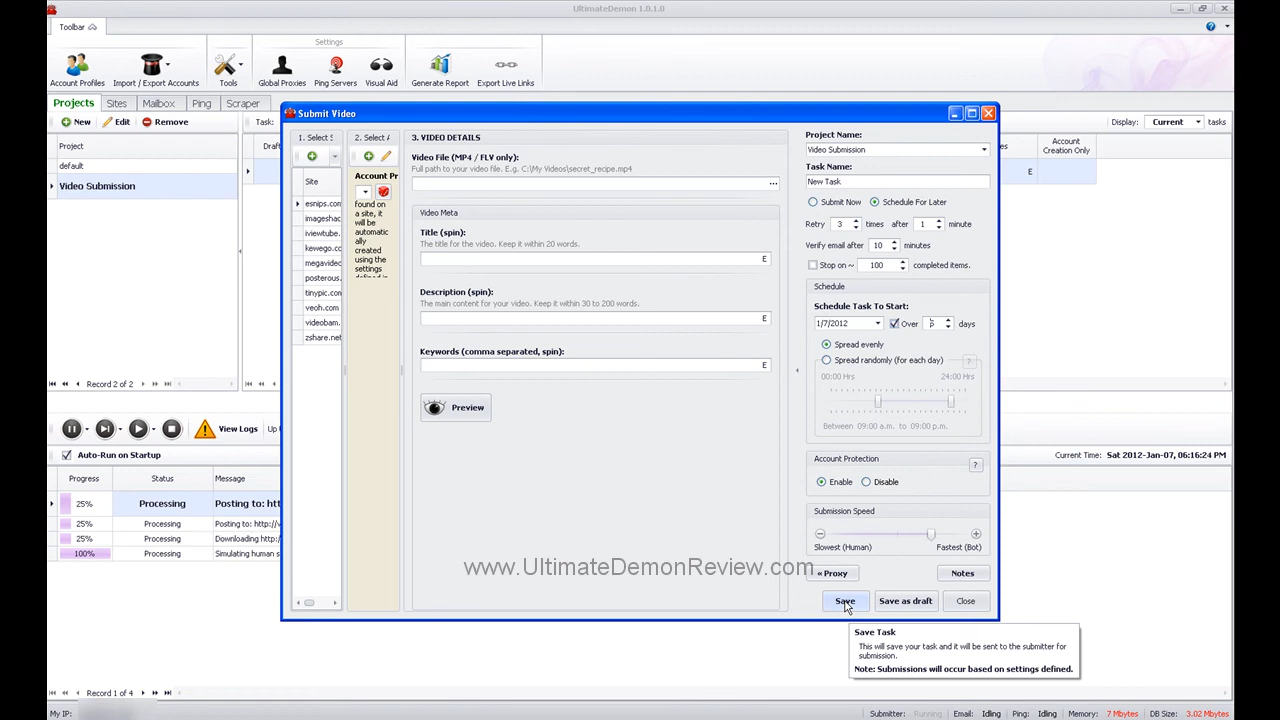 UltimateDemon 1.0.1.0
Toolbar
Settings
Account Profiles
Import / Export Accounts
Tools
Global Proxies
Ping Servers
Visual Aid
Generate Report
Export Live Links
Projects
Sites
Mailbox
Ping
Scraper
New
Edit
Remove
Task:
Display:
Current
tasks
Project
default
Video Submission
Draft
Account
Creation Only
E
Record 2 of 2
Submit Video
1. Select S
Site
esnips.com
imageshac
iviewtube.
kewego.co
megavideo
posterous.
tinypic.com
veoh.com
videobam.
zshare.net
2. Select A
Account Pr
found on
a site, it
will be
automatic
ally
created
using the
settings
defined in
3. VIDEO DETAILS
Video File (MP4 / FLV only):
Full path to your video file. E.g. C:\My Videos\secret_recipe.mp4
...
Video Meta
Title (spin):
The title for the video. Keep it within 20 words.
E
Description (spin):
The main content for your video. Keep it within 30 to 200 words.
E
Keywords (comma separated, spin):
E
Preview
Project Name:
Video Submission
Task Name:
New Task
Submit Now
Schedule For Later
Retry 3 times after 1 minute
Verify email after 10 minutes
Stop on ~ 100 completed items.
Schedule
Schedule Task To Start:
1/7/2012 Over 5 days
Spread evenly
Spread randomly (for each day)
?
00:00 Hrs
24:00 Hrs
Between 09:00 a.m. to 09:00 p.m.
Account Protection
?
Enable
Disable
Submission Speed
Slowest (Human)
Fastest (Bot)
« Proxy
Notes
Save
Save as draft
Close
Save Task
This will save your task and it will be sent to the submitter for
submission.
Note: Submissions will occur based on settings defined.
www.UltimateDemonReview.com
View Logs
Auto-Run on Startup
Current Time: Sat 2012-Jan-07, 06:16:24 PM
Progress
Status
Message
25% Processing Posting to: htt
25% Processing Posting to: http://v
25% Processing Downloading http:/
100% Processing Simulating human s
Record 1 of 4
My IP:
Submitter: Running
Email: Idling
Ping: Idling
Memory: 7 Mbytes
DB Size: 3.02 Mbytes